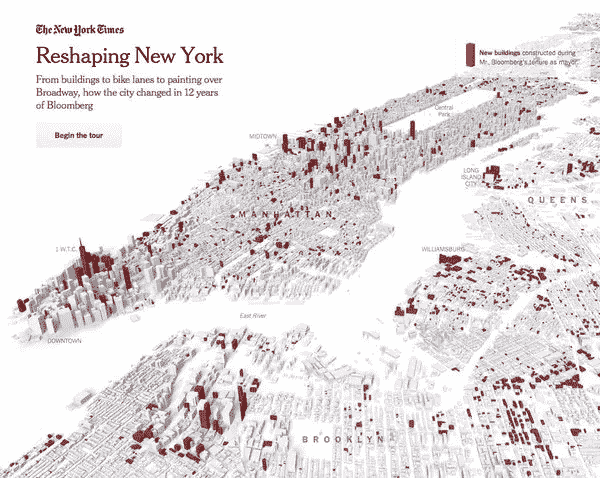 The New York Times
Reshaping New York
From buildings to bike lanes to painting over
Broadway, how the city changed in 12 years
of Bloomberg
Begin the tour
New buildings constructed during
Mr. Bloomberg's tenure as mayor.
Central
Park
MIDTOWN
LONG
ISLAND
CITY
QUEENS
MANHATTAN
1 W.T.C.
WILLIAMSBURG
East River
DOWNTOWN
BROOKLYN